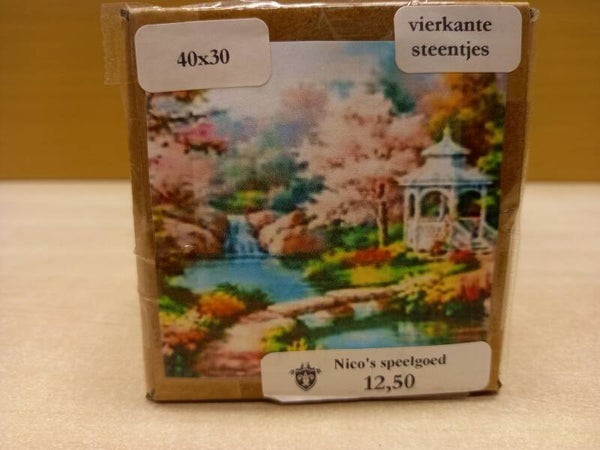 40x30
vierkante
steentjes
Nico's speelgoed
12,50